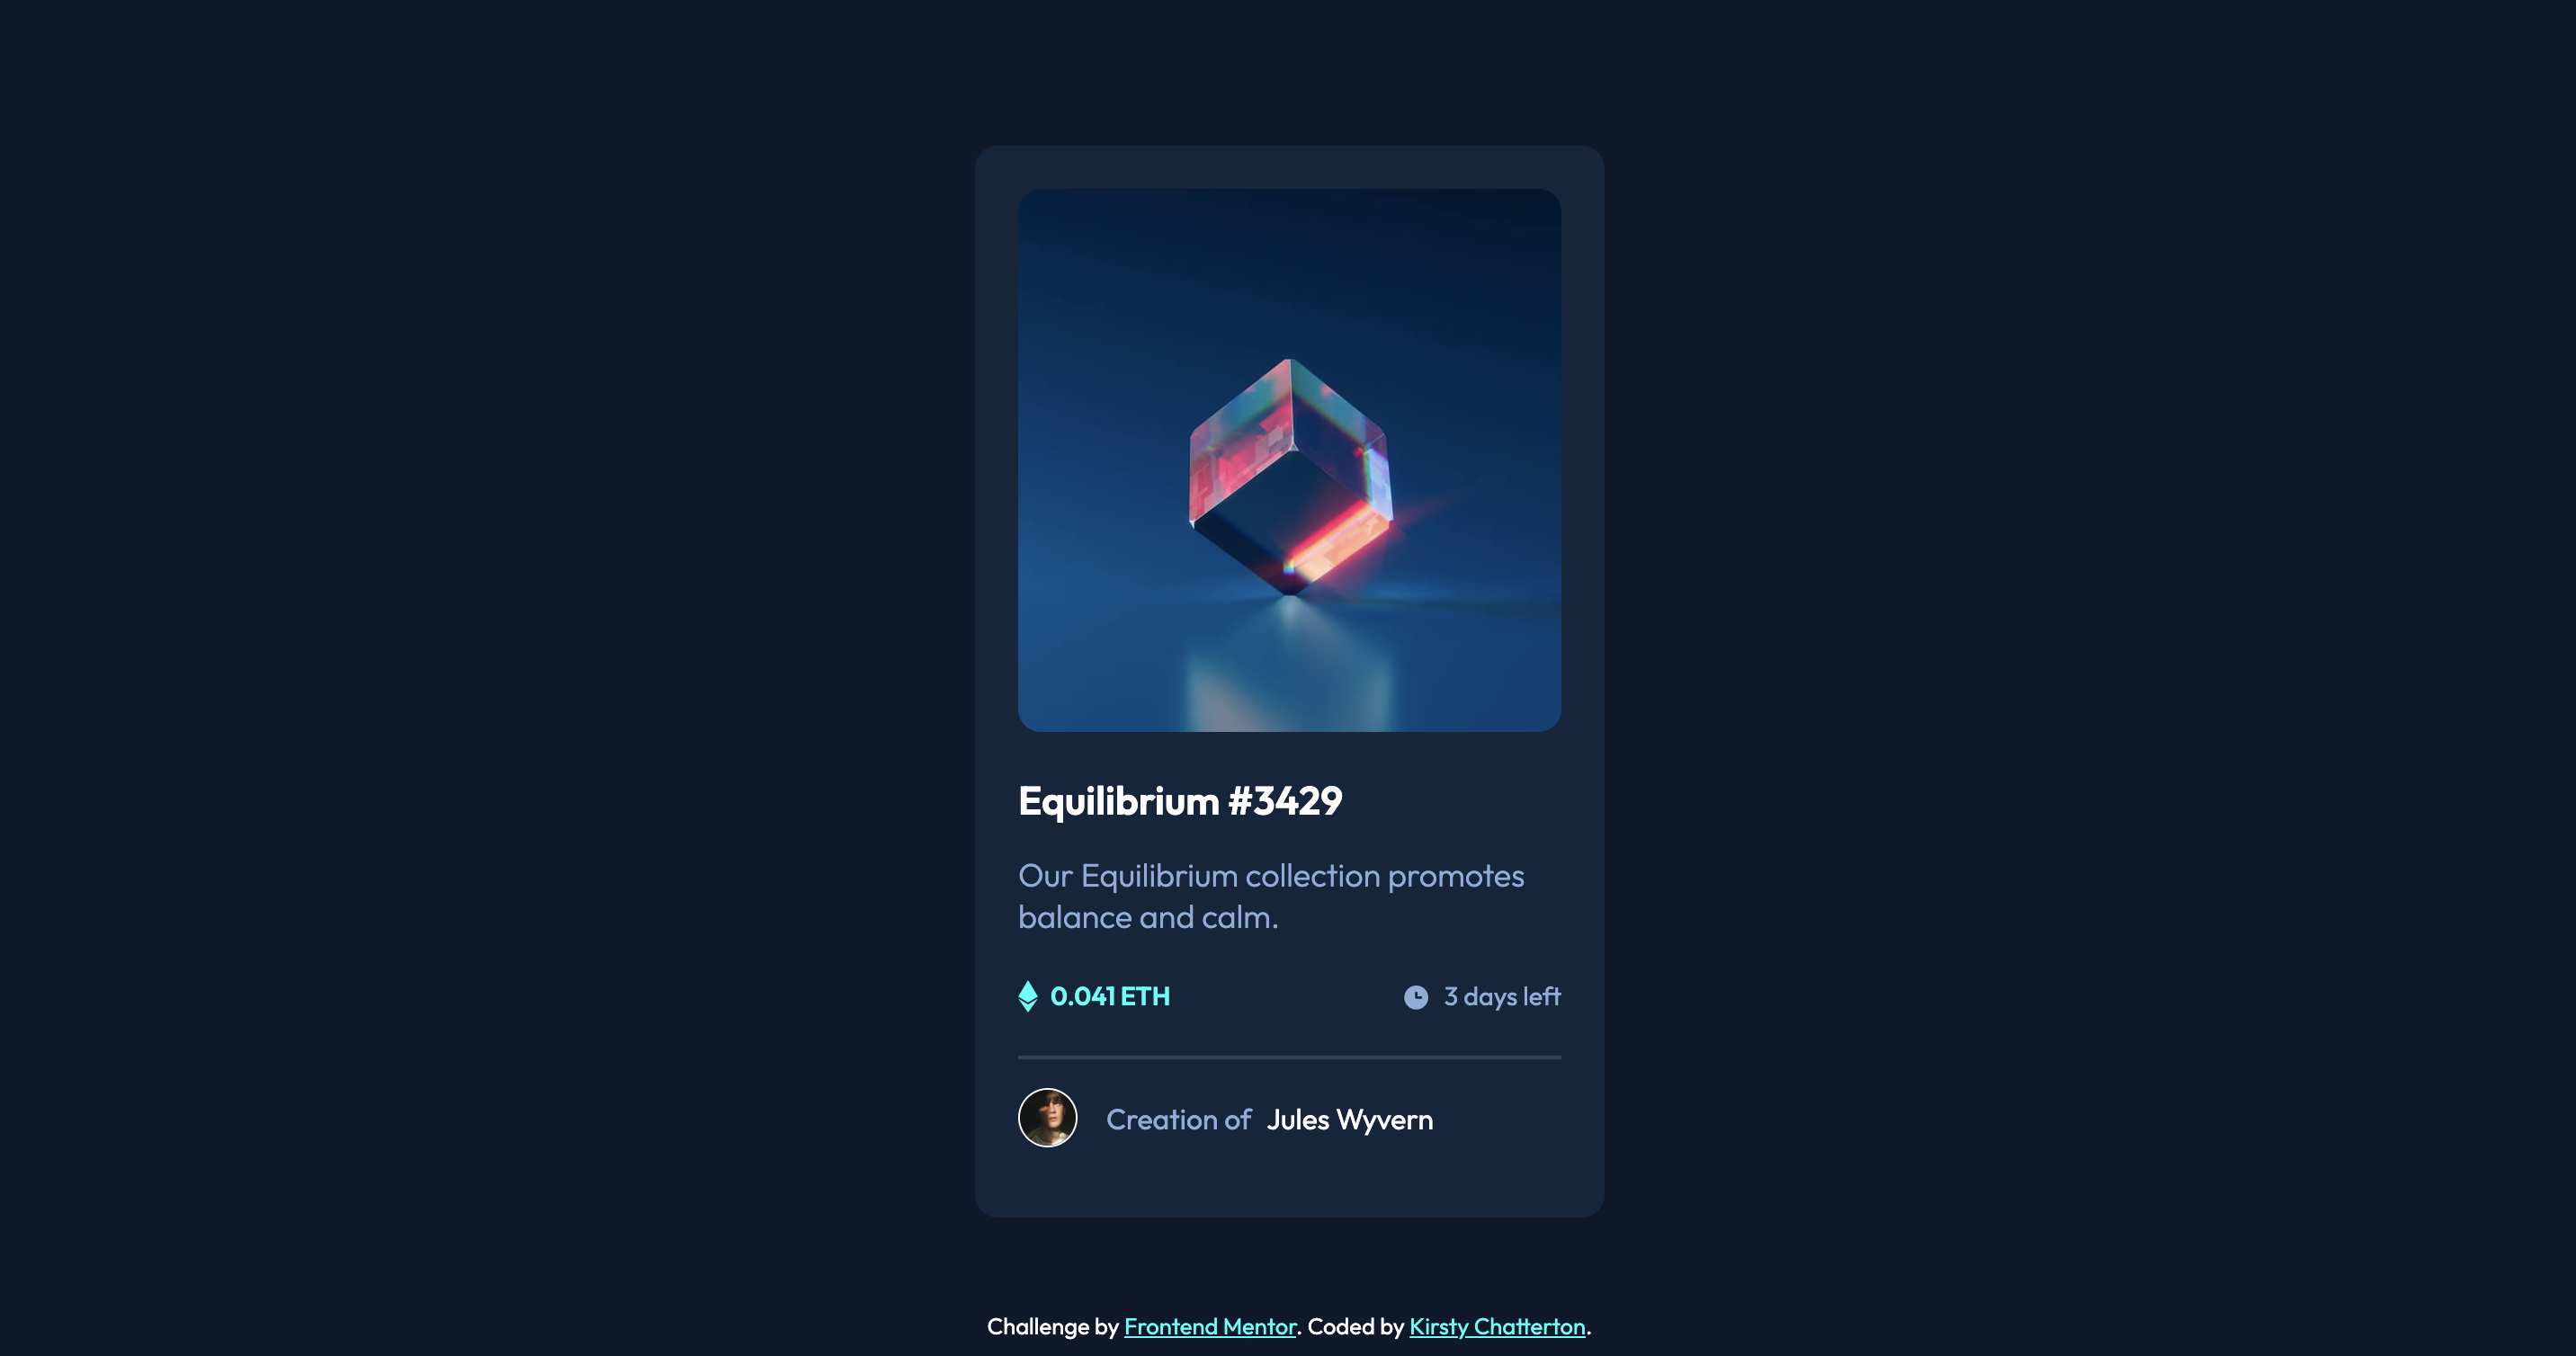 Equilibrium #3429
Our Equilibrium collection promotes
balance and calm.
0.041 ETH
3 days left
Creation of Jules Wyvern
Challenge by Frontend Mentor. Coded by Kirsty Chatterton.